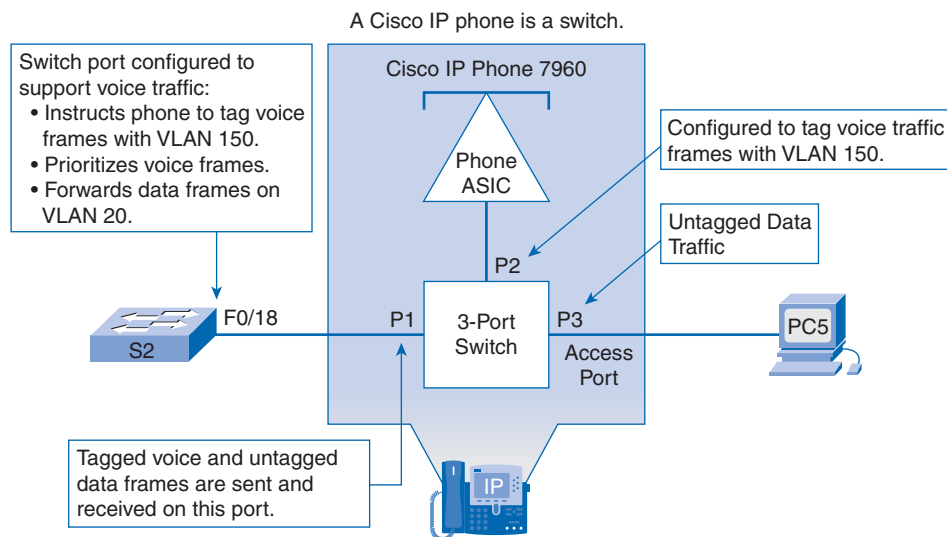 A Cisco IP phone is a switch.
Switch port configured to
support voice traffic:
• Instructs phone to tag voice
frames with VLAN 150.
• Prioritizes voice frames.
• Forwards data frames on
VLAN 20.
Cisco IP Phone 7960
Phone
ASIC
Configured to tag voice traffic
frames with VLAN 150.
Untagged Data
Traffic
P2
F0/18
S2
P1
3-Port
Switch
P3
Access
Port
PC5
Tagged voice and untagged
data frames are sent and
received on this port.
IP